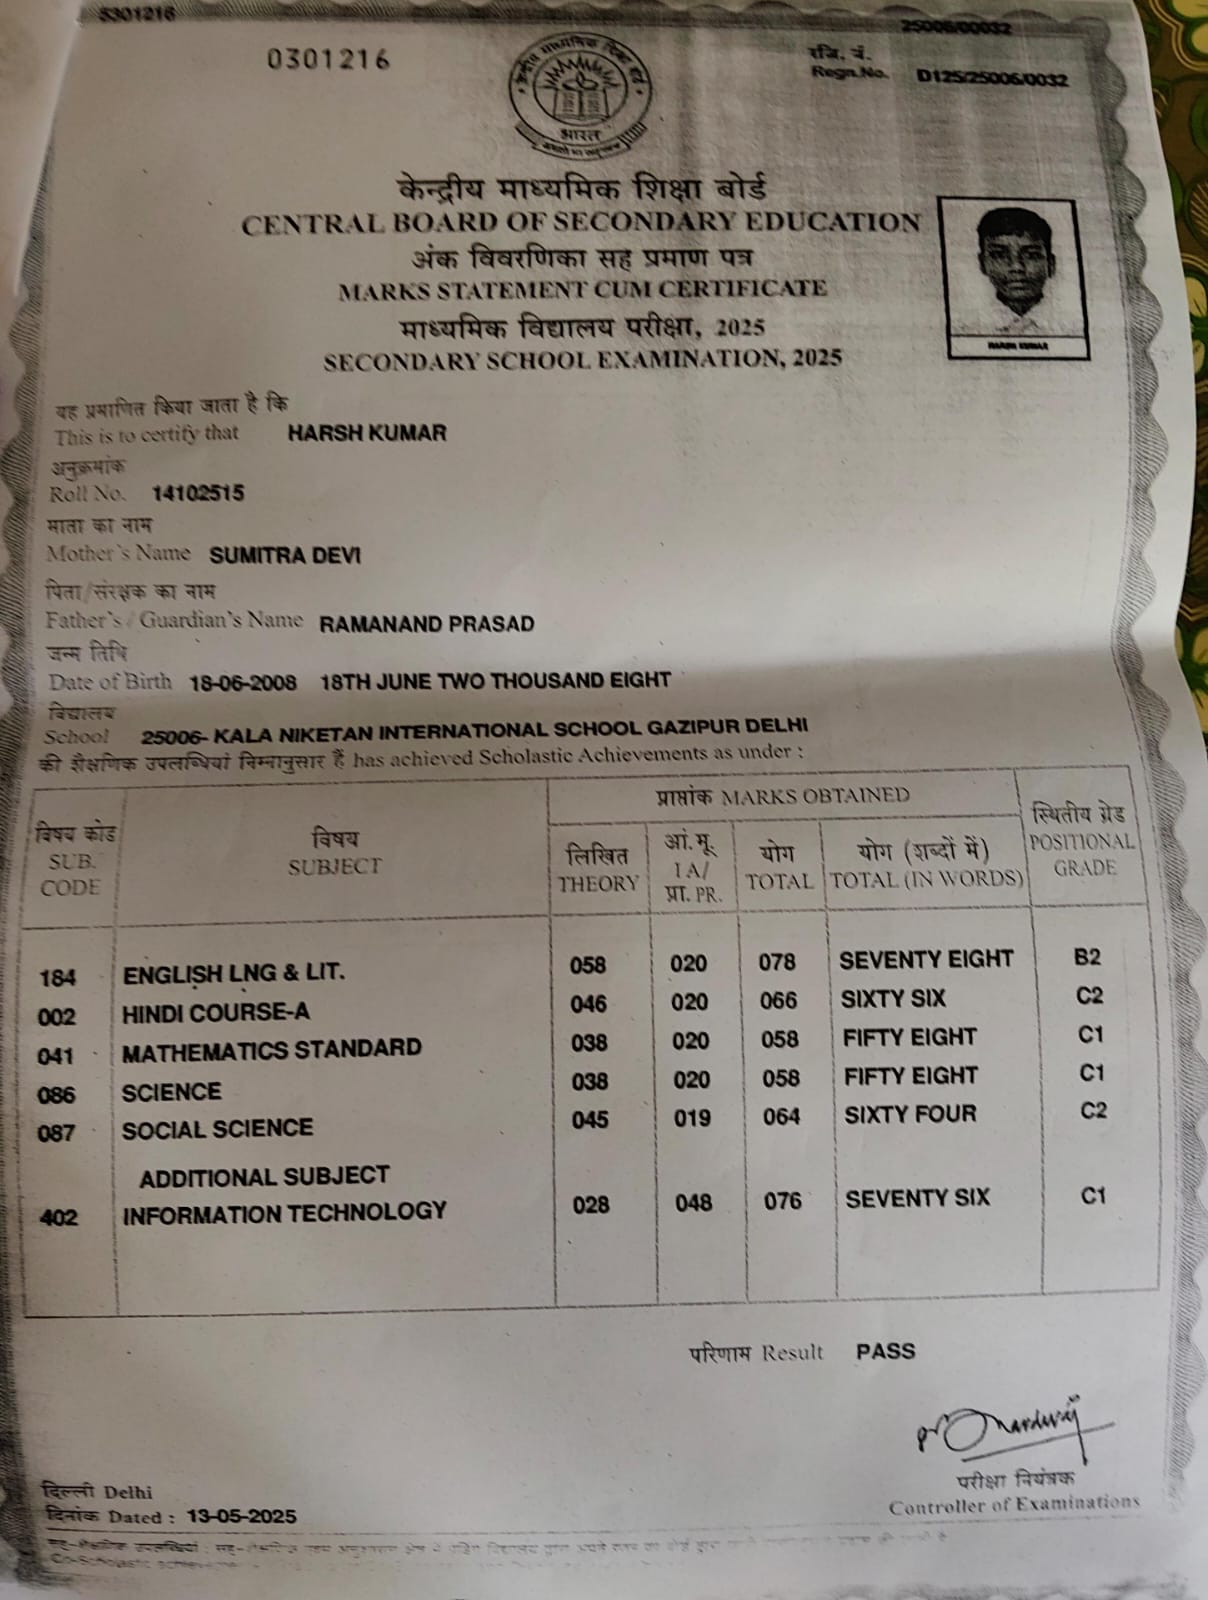 5301216
25006/00032
0301216
रजि. नं.
Regn.No. D125/25006/0032
भारत
केन्द्रीय माध्यमिक शिक्षा बोर्ड
CENTRAL BOARD OF SECONDARY EDUCATION
अंक विवरणिका सह प्रमाण पत्र
MARKS STATEMENT CUM CERTIFICATE
माध्यमिक विद्यालय परीक्षा, 2025
SECONDARY SCHOOL EXAMINATION, 2025
HARSH KUMAR
यह प्रमाणित किया जाता है कि
This is to certify that HARSH KUMAR
अनुक्रमांक
Roll No. 14102515
माता का नाम
Mother's Name SUMITRA DEVI
पिता/संरक्षक का नाम
Father's / Guardian's Name RAMANAND PRASAD
जन्म तिथि
Date of Birth 18-06-2008 18TH JUNE TWO THOUSAND EIGHT
विद्यालय
School 25006- KALA NIKETAN INTERNATIONAL SCHOOL GAZIPUR DELHI
की शैक्षणिक उपलब्धियां निम्नानुसार हैं has achieved Scholastic Achievements as under :
विषय कोड SUB. CODE विषय SUBJECT प्राप्तांक MARKS OBTAINED स्थितीय ग्रेड POSITIONAL GRADE
लिखित THEORY आं.मू. I A/ प्रा. PR. योग TOTAL योग (शब्दों में) TOTAL (IN WORDS)
184 ENGLISH LNG & LIT. 058 020 078 SEVENTY EIGHT B2
002 HINDI COURSE-A 046 020 066 SIXTY SIX C2
041 MATHEMATICS STANDARD 038 020 058 FIFTY EIGHT C1
086 SCIENCE 038 020 058 FIFTY EIGHT C1
087 SOCIAL SCIENCE 045 019 064 SIXTY FOUR C2
ADDITIONAL SUBJECT
402 INFORMATION TECHNOLOGY 028 048 076 SEVENTY SIX C1
परिणाम Result PASS
परीक्षा नियंत्रक
Controller of Examinations
दिल्ली Delhi
दिनांक Dated : 13-05-2025
Co-Scholastic